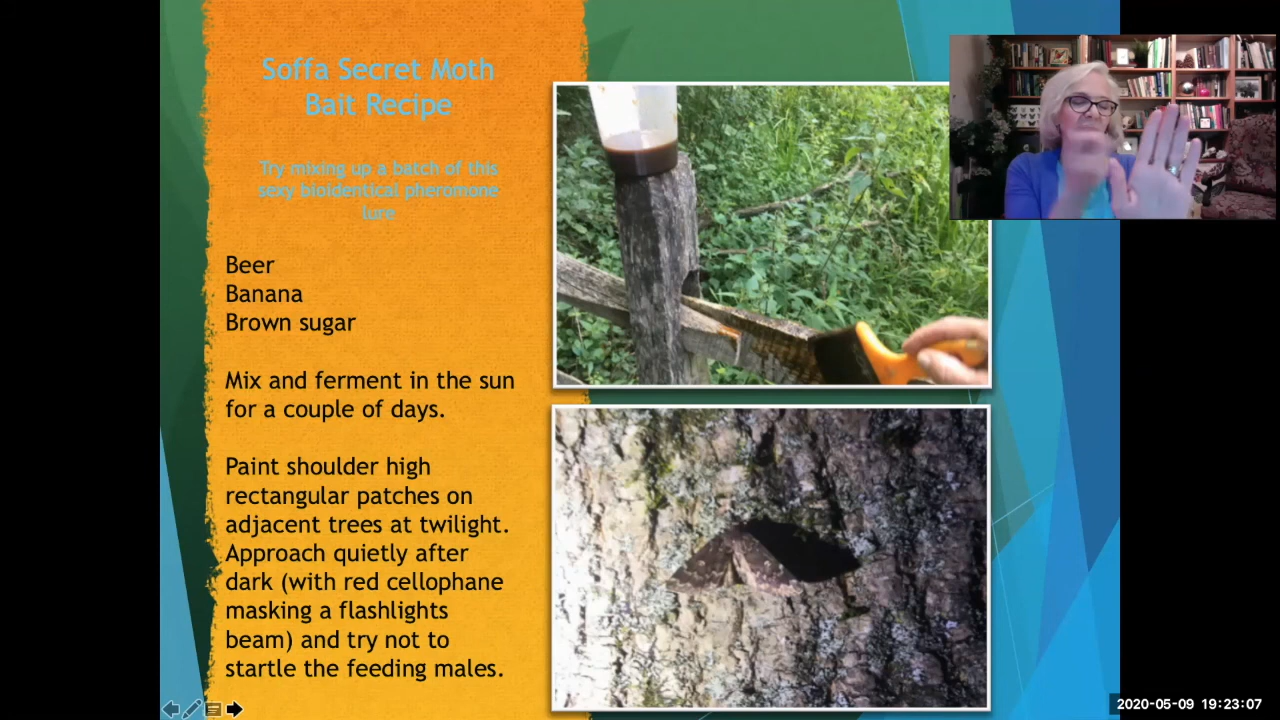 Soffa Secret Moth
Bait Recipe
Try mixing up a batch of this
sexy bioidentical pheromone
lure
Beer
Banana
Brown sugar
Mix and ferment in the sun
for a couple of days.
Paint shoulder high
rectangular patches on
adjacent trees at twilight.
Approach quietly after
dark (with red cellophane
masking a flashlights
beam) and try not to
startle the feeding males.
2020-05-09 19:23:07